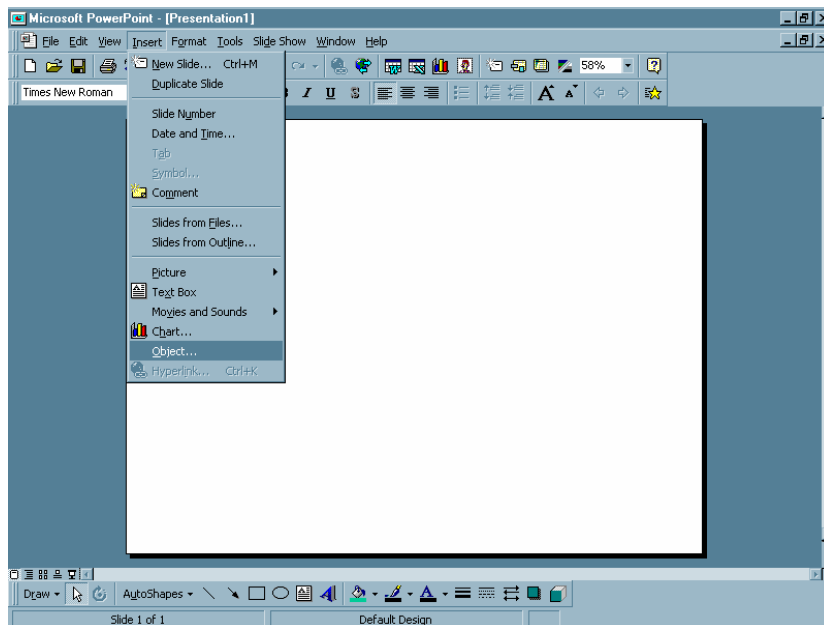 Microsoft PowerPoint - [Presentation1]
File Edit View Insert Format Tools Slide Show Window Help
58%
Times New Roman
I U S A A
New Slide... Ctrl+M
Duplicate Slide
Slide Number
Date and Time...
Tab
Symbol...
Comment
Slides from Files...
Slides from Outline...
Picture
Text Box
Movies and Sounds
Chart...
Object...
Hyperlink... Ctrl+K
Draw AutoShapes
Slide 1 of 1 Default Design